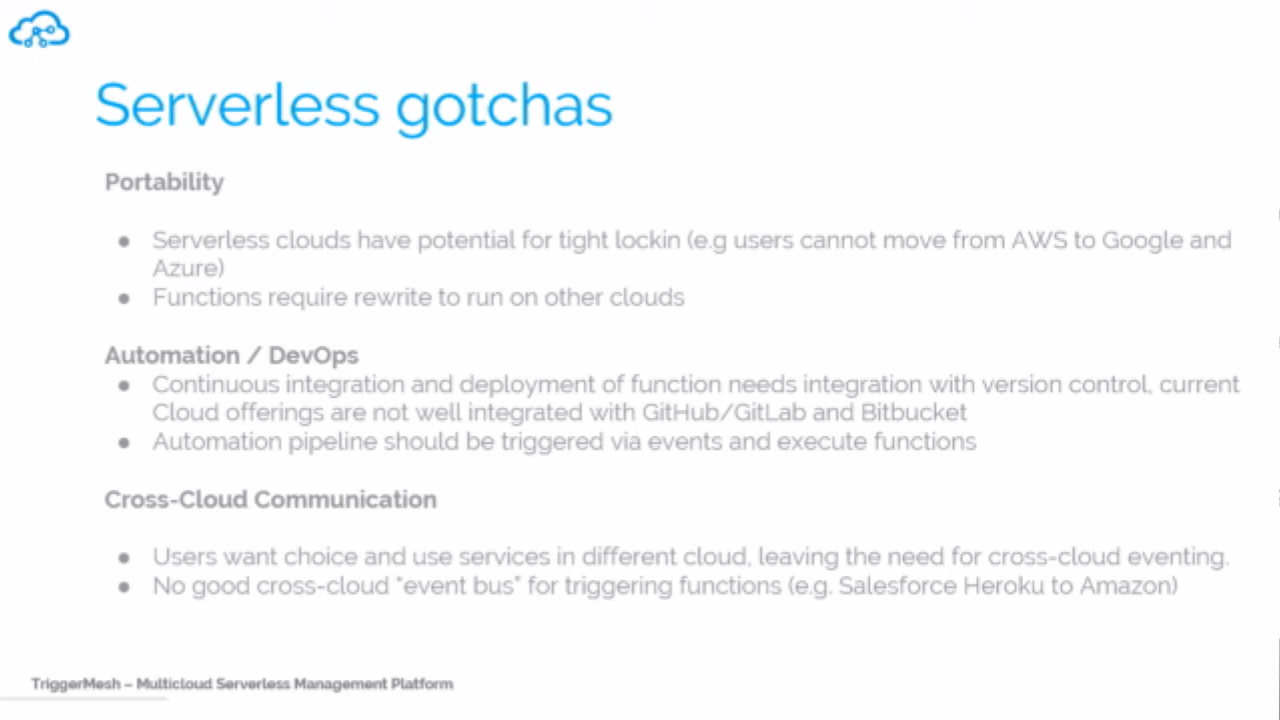 Serverless gotchas
Portability
● Serverless clouds have potential for tight lockin (e.g users cannot move from AWS to Google and
Azure)
● Functions require rewrite to run on other clouds
Automation / DevOps
● Continuous integration and deployment of function needs integration with version control, current
Cloud offerings are not well integrated with GitHub/GitLab and Bitbucket
● Automation pipeline should be triggered via events and execute functions
Cross-Cloud Communication
● Users want choice and use services in different cloud, leaving the need for cross-cloud eventing.
● No good cross-cloud "event bus" for triggering functions (e.g. Salesforce Heroku to Amazon)
TriggerMesh – Multicloud Serverless Management Platform